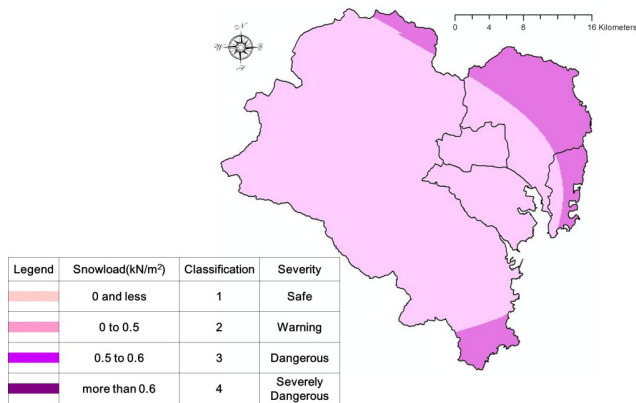 0 4 8 16 Kilometers
N
W
S
Legend Snowload(kN/m²) Classification Severity
0 and less 1 Safe
0 to 0.5 2 Warning
0.5 to 0.6 3 Dangerous
more than 0.6 4 Severely
Dangerous